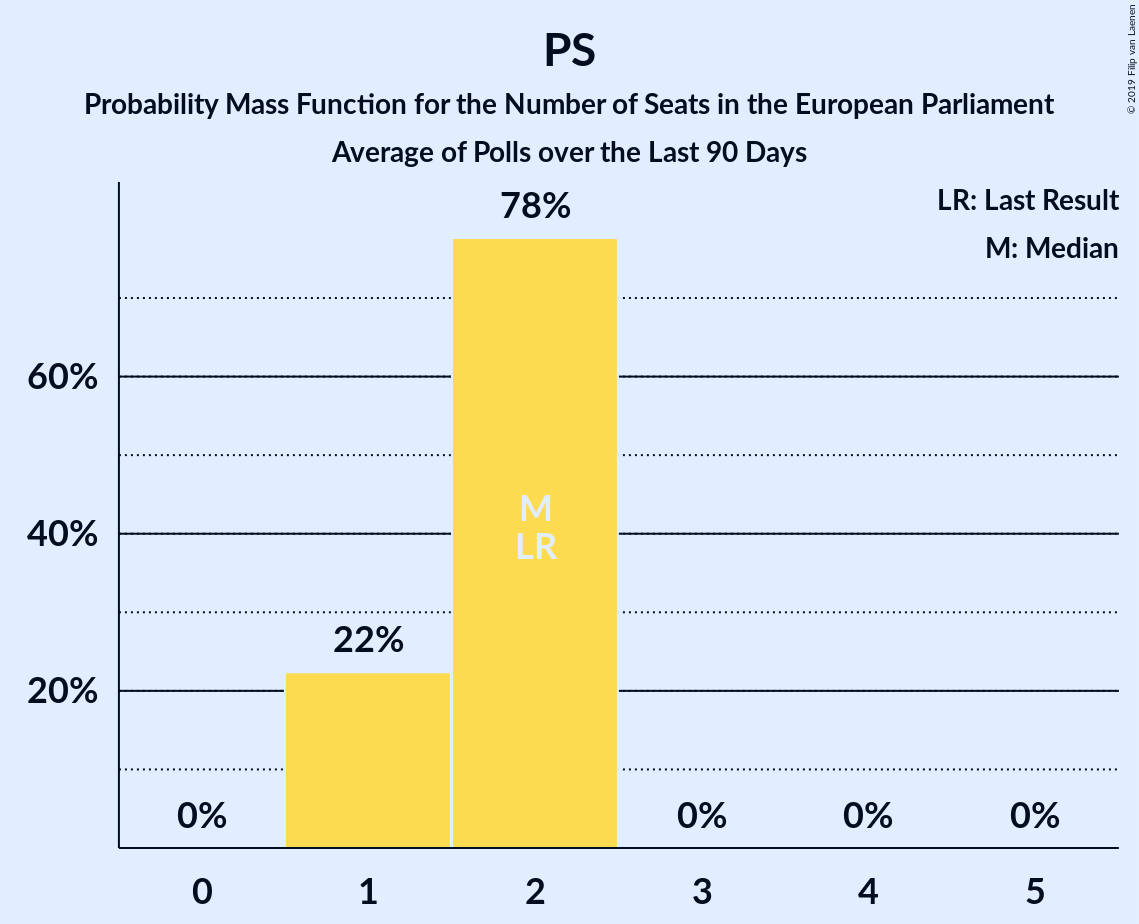 PS
Probability Mass Function for the Number of Seats in the European Parliament
Average of Polls over the Last 90 Days
© 2019 Filip van Laenen
LR: Last Result
M: Median
78%
60%
M
40%
LR
22%
20%
0%
0%
0%
0%
0
1
2
3
4
5